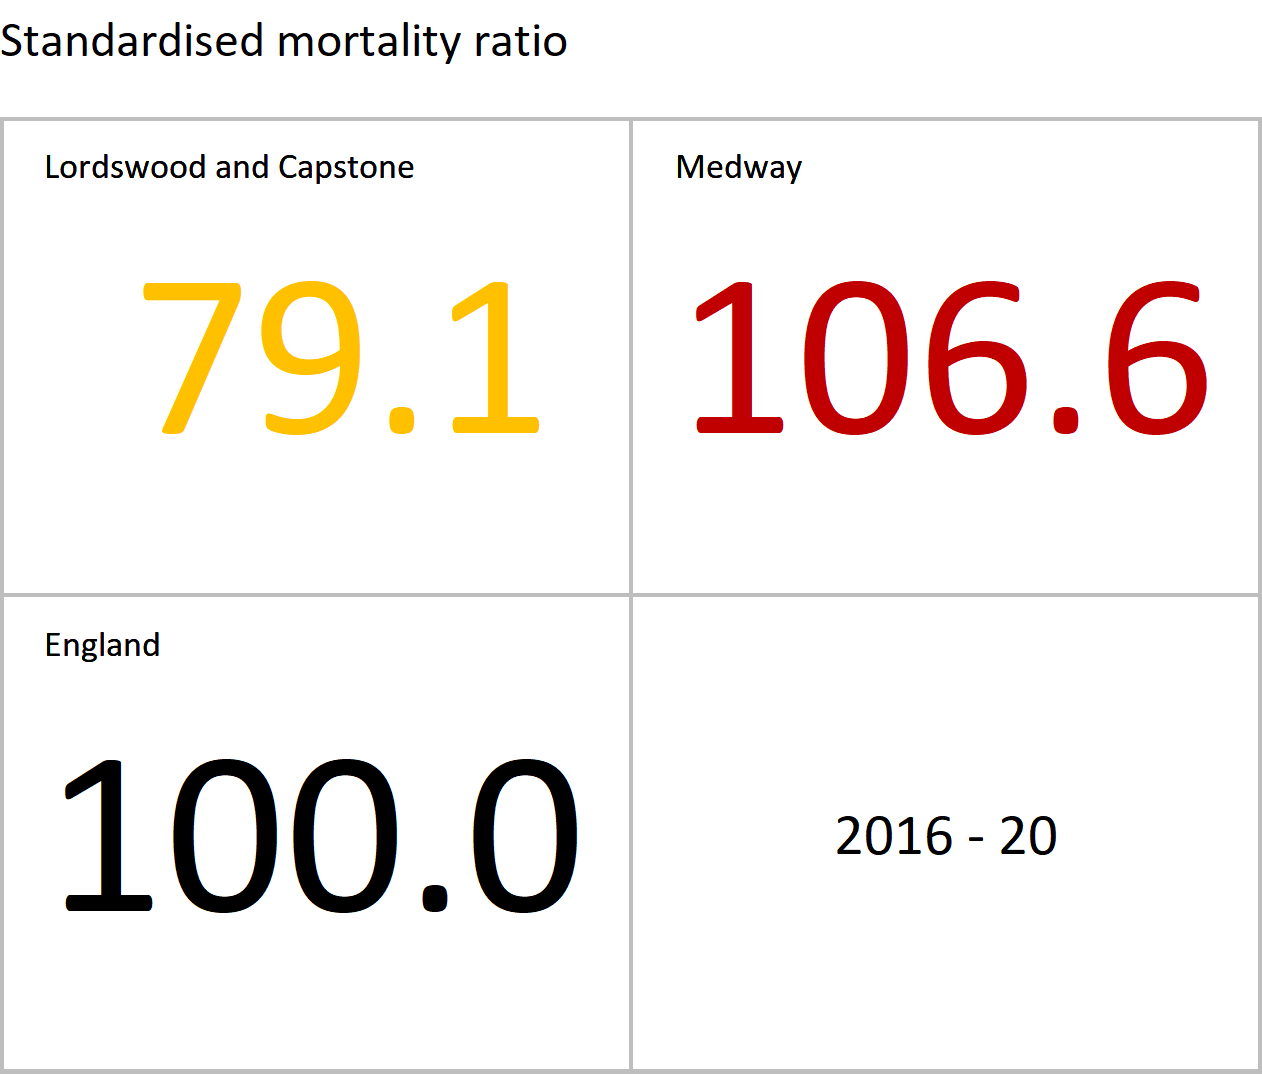 Standardised mortality ratio
Lordswood and Capstone
79.1
Medway
106.6
England
100.0
2016 - 20